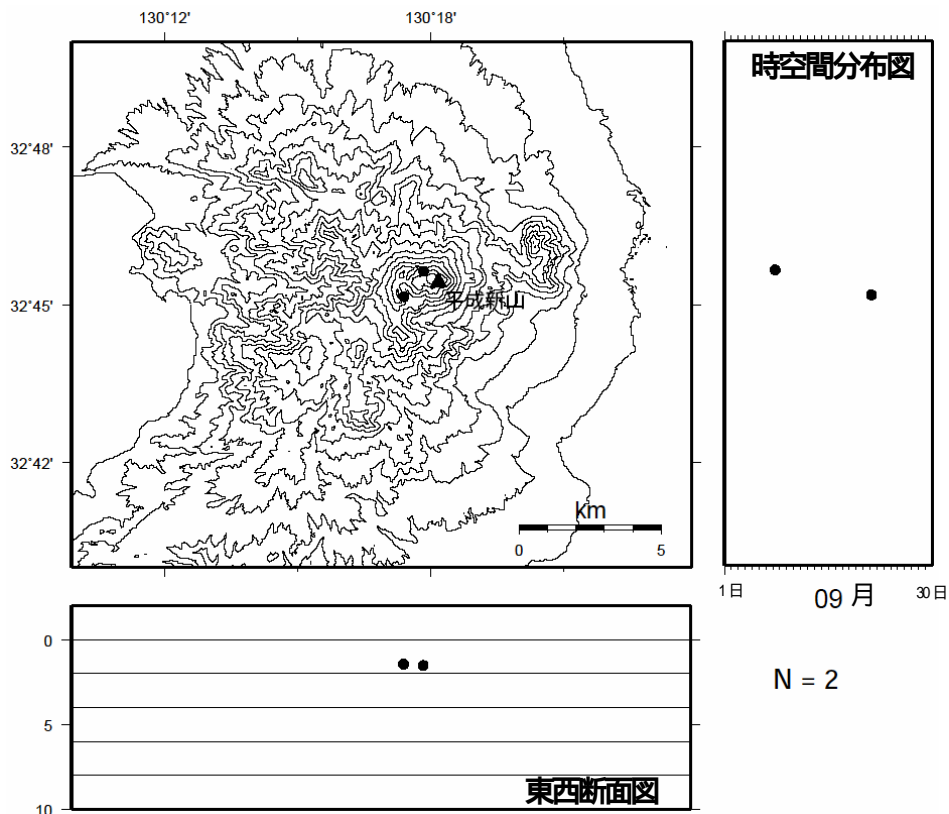 130°12'
130°18'
時空間分布図
32°48'
32°45'
平成新山
32°42'
km
0
5
1日
09 月
30日
0
5
10
N = 2
東西断面図